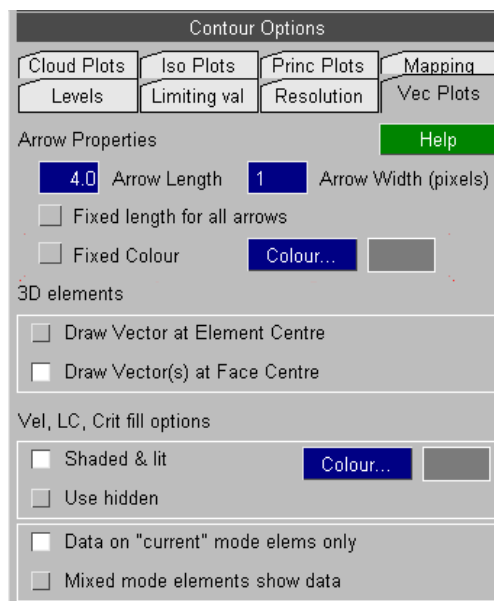 Contour Options
Cloud Plots Iso Plots Princ Plots Mapping
Levels Limiting val Resolution Vec Plots
Arrow Properties Help
4.0 Arrow Length 1 Arrow Width (pixels)
Fixed length for all arrows
Fixed Colour Colour...
3D elements
Draw Vector at Element Centre
Draw Vector(s) at Face Centre
Vel, LC, Crit fill options
Shaded & lit Colour...
Use hidden
Data on "current" mode elems only
Mixed mode elements show data